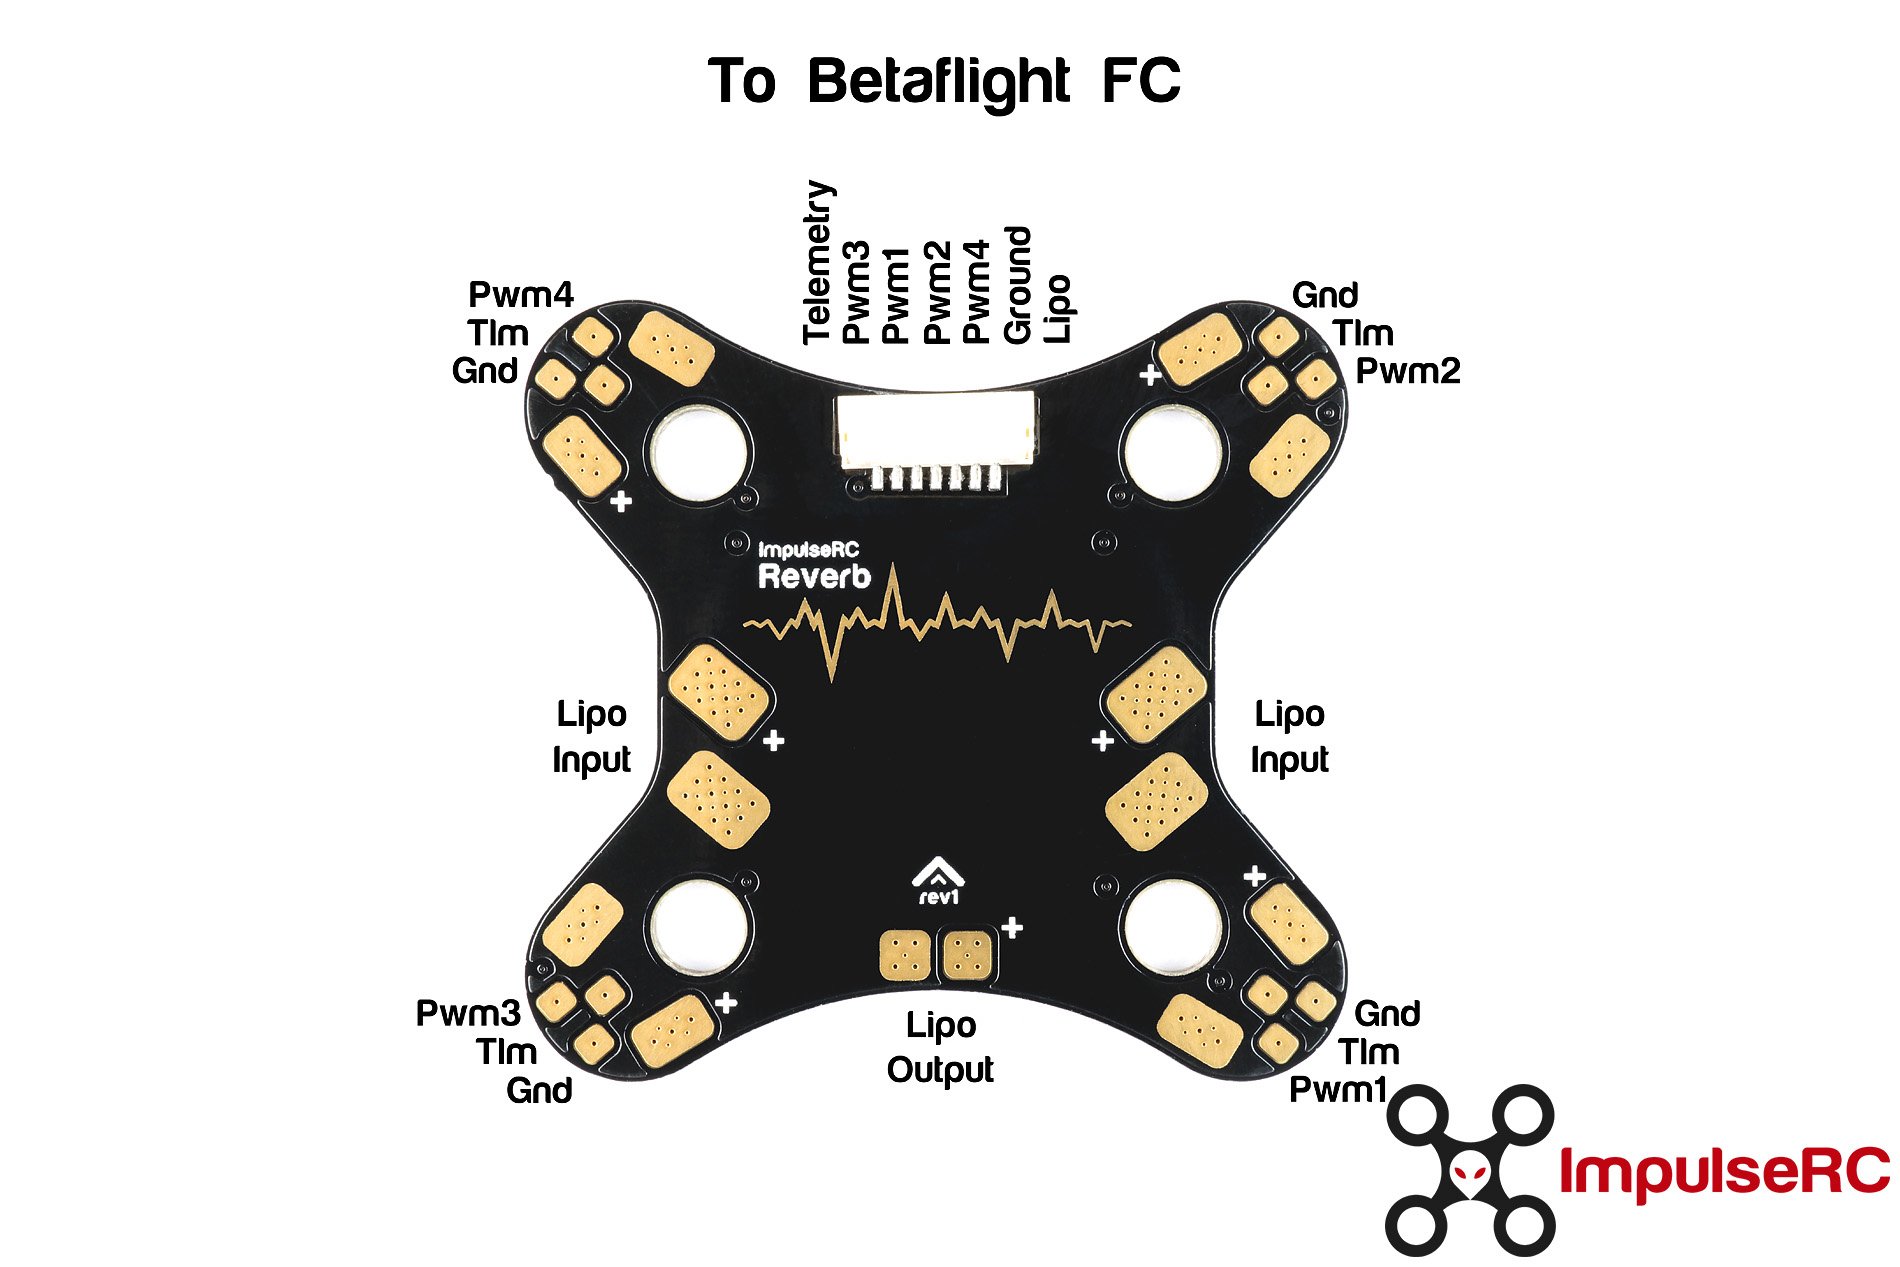 To Betaflight FC
Telemetry
Pwm3
Pwm1
Pwm2
Pwm4
Ground
Lipo
Pwm4
Tlm
Gnd
Gnd
Tlm
Pwm2
+
+
ImpulseRC
Reverb
Lipo
Input
+
+
Lipo
Input
rev1
+
+
+
Pwm3
Tlm
Gnd
Lipo
Output
Gnd
Tlm
Pwm1
ImpulseRC